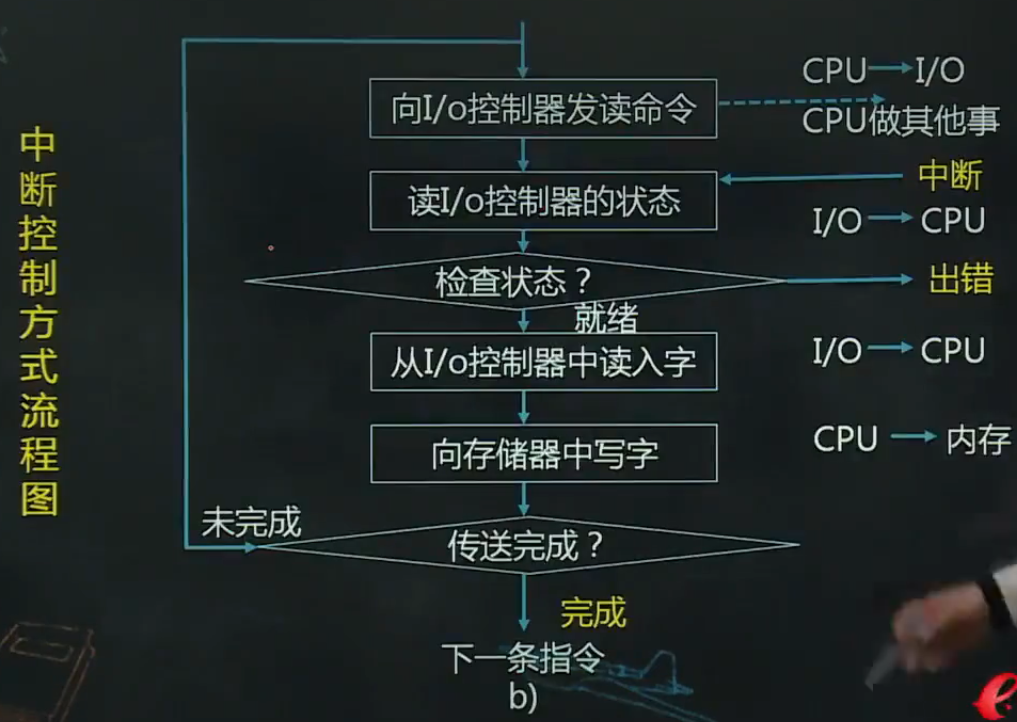 中断控制方式流程图
向I/o控制器发读命令
CPU→I/O
CPU做其他事
读I/o控制器的状态
中断
I/O→CPU
检查状态？
出错
就绪
从I/o控制器中读入字
I/O→CPU
向存储器中写字
CPU→内存
未完成
传送完成？
完成
下一条指令
b)